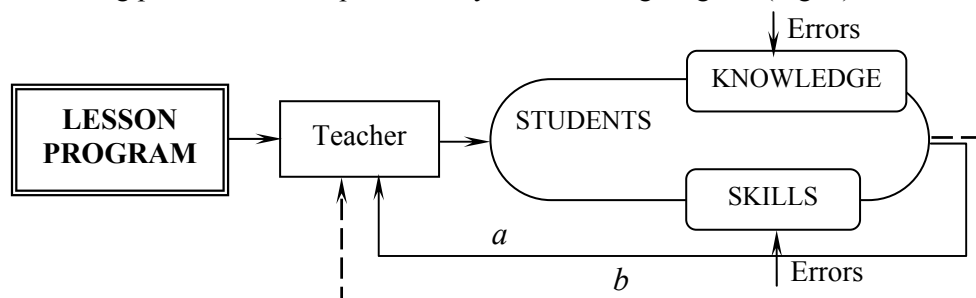 Errors
KNOWLEDGE
LESSON
PROGRAM
Teacher
STUDENTS
SKILLS
a
b
Errors